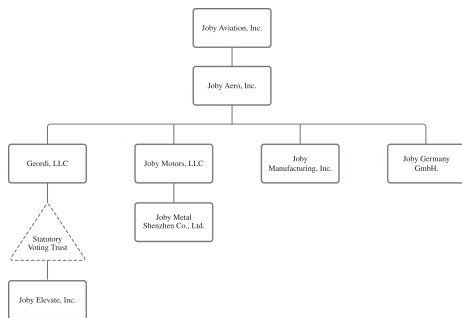 Joby Aviation, Inc.
Joby Aero, Inc.
Geordi, LLC
Joby Motors, LLC
Joby
Manufacturing, Inc.
Joby Germany
GmbH.
Joby Metal
Shenzhen Co., Ltd.
Statutory
Voting Trust
Joby Elevate, Inc.